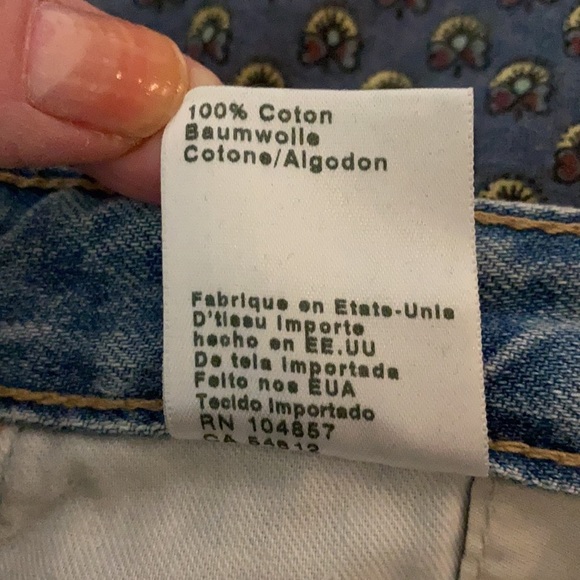 100% Coton
Baumwolle
Cotone/Algodon
Fabrique en Etats-Unis
D'tissu Importe
hecho en EE.UU
De tela importada
Feito nos EUA
Tecido Importado
RN 104857
CA